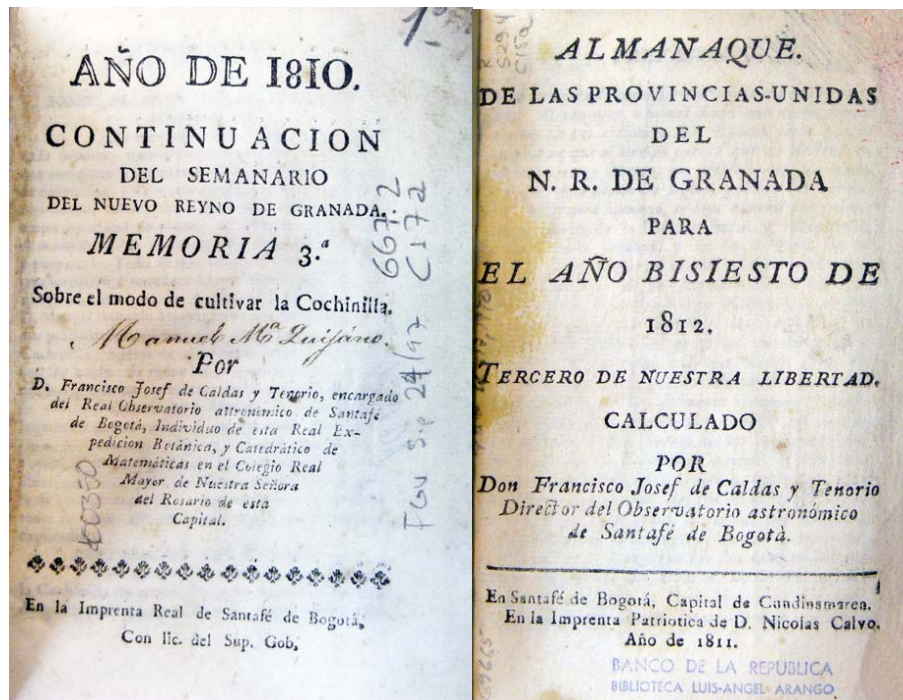 1ª
AÑO DE 1810.
CONTINUACION
DEL SEMANARIO
DEL NUEVO REYNO DE GRANADA.
MEMORIA 3.ª
Sobre el modo de cultivar la Cochinilla.
Manuel Mª Quijano.
Por
D. Francisco Josef de Caldas y Tenorio, encargado
del Real Observatorio astronómico de Santafé
de Bogotá, Individuo de esta Real Ex-
pedicion Botánica, y Catedrático de
Matemáticas en el Colegio Real
Mayor de Nuestra Señora
del Rosario de esta
Capital.
En la Imprenta Real de Santafé de Bogotá,
Con lic. del Sup. Gob.
667.2
C172
ALMANAQUE.
DE LAS PROVINCIAS-UNIDAS
DEL
N. R. DE GRANADA
PARA
EL AÑO BISIESTO DE
1812.
TERCERO DE NUESTRA LIBERTAD.
CALCULADO
POR
Don Francisco Josef de Caldas y Tenorio
Director del Observatorio astronómico
de Santafé de Bogotà.
En Santafé de Bogotá, Capital de Cundinamarca.
En la Imprenta Patriotica de D. Nicolas Calvo.
Año de 1811.
BANCO DE LA REPUBLICA
BIBLIOTECA LUIS-ANGEL ARANGO